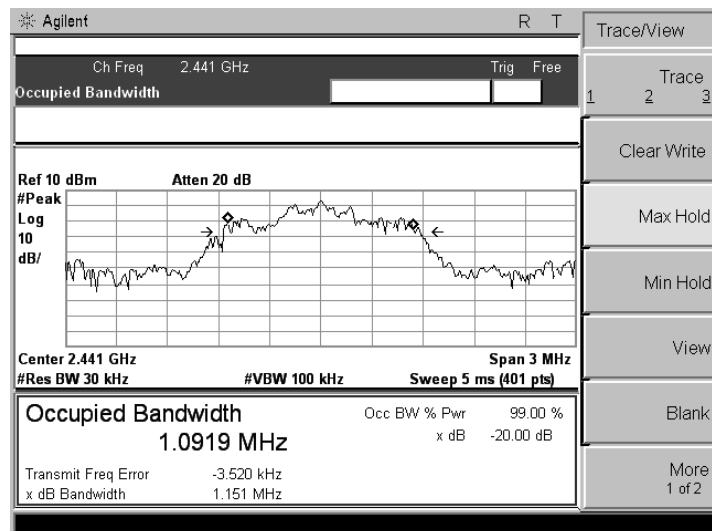 Agilent R T
Trace/View
Ch Freq 2.441 GHz Trig Free
Occupied Bandwidth
Trace
1 2 3
Clear Write
Ref 10 dBm Atten 20 dB
#Peak
Log
10
dB/
Max Hold
Min Hold
View
Center 2.441 GHz Span 3 MHz
#Res BW 30 kHz #VBW 100 kHz Sweep 5 ms (401 pts)
Occupied Bandwidth Occ BW % Pwr 99.00 %
1.0919 MHz x dB -20.00 dB
Blank
Transmit Freq Error -3.520 kHz
x dB Bandwidth 1.151 MHz
More
1 of 2